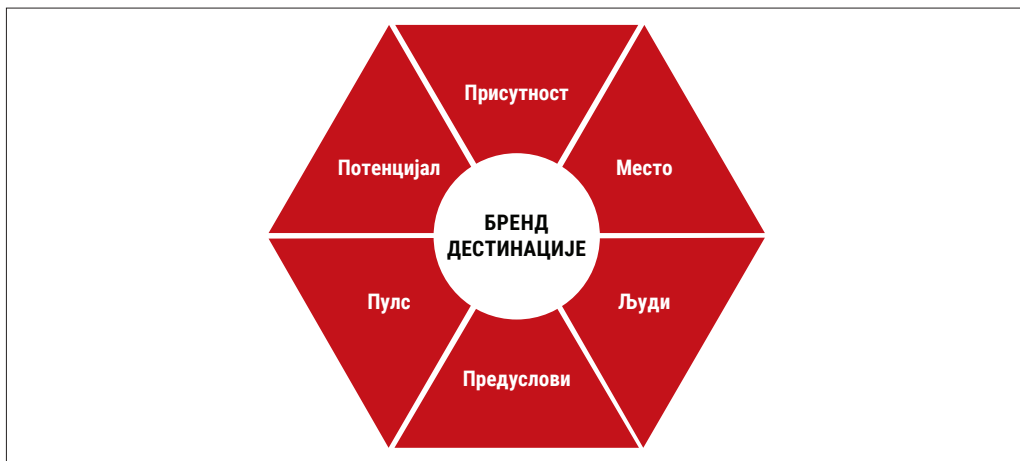 Присутност
Потенцијал
Место
БРЕНД
ДЕСТИНАЦИЈЕ
Пулс
Људи
Предуслови